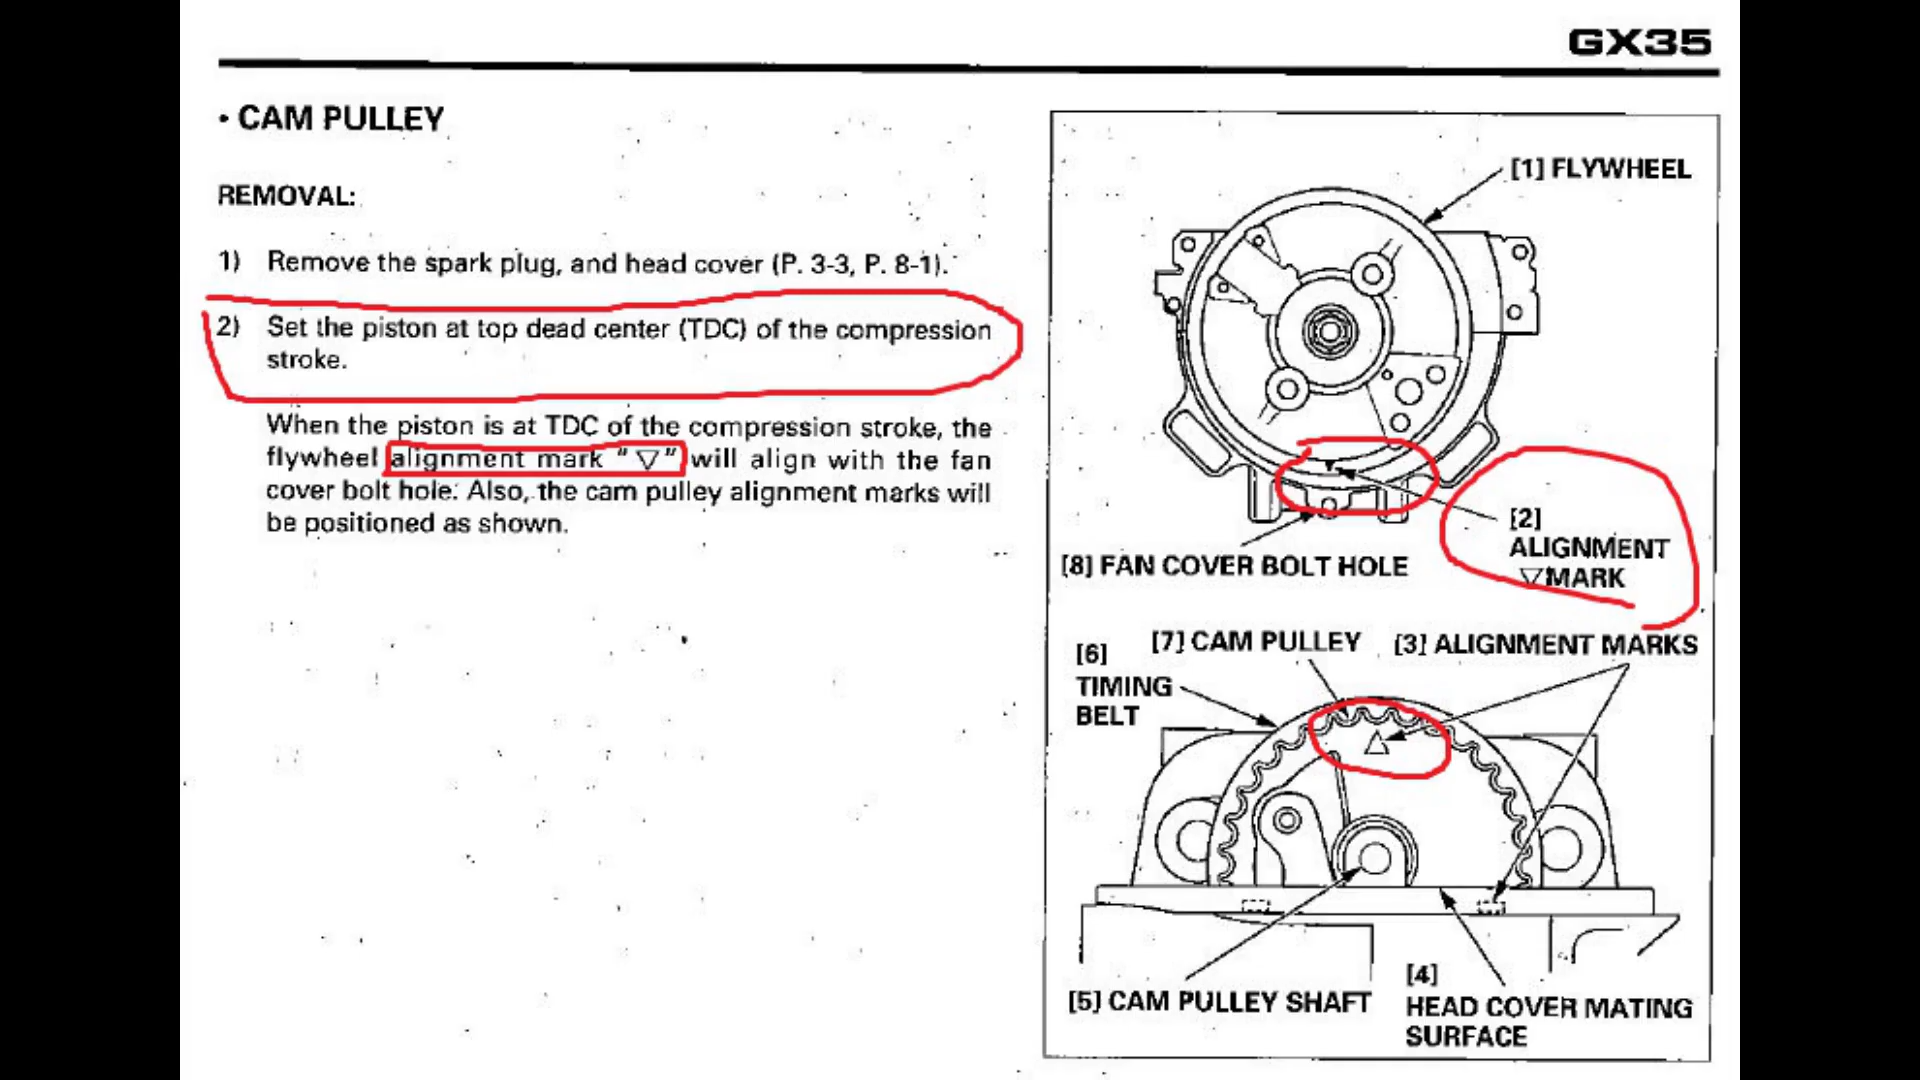 GX35
• CAM PULLEY
REMOVAL:
1) Remove the spark plug, and head cover (P. 3-3, P. 8-1).
2) Set the piston at top dead center (TDC) of the compression
stroke.
When the piston is at TDC of the compression stroke, the
flywheel alignment mark "▽" will align with the fan
cover bolt hole. Also, the cam pulley alignment marks will
be positioned as shown.
[1] FLYWHEEL
[2]
ALIGNMENT
▽MARK
[8] FAN COVER BOLT HOLE
[7] CAM PULLEY
[3] ALIGNMENT MARKS
[6]
TIMING
BELT
[5] CAM PULLEY SHAFT
[4]
HEAD COVER MATING
SURFACE